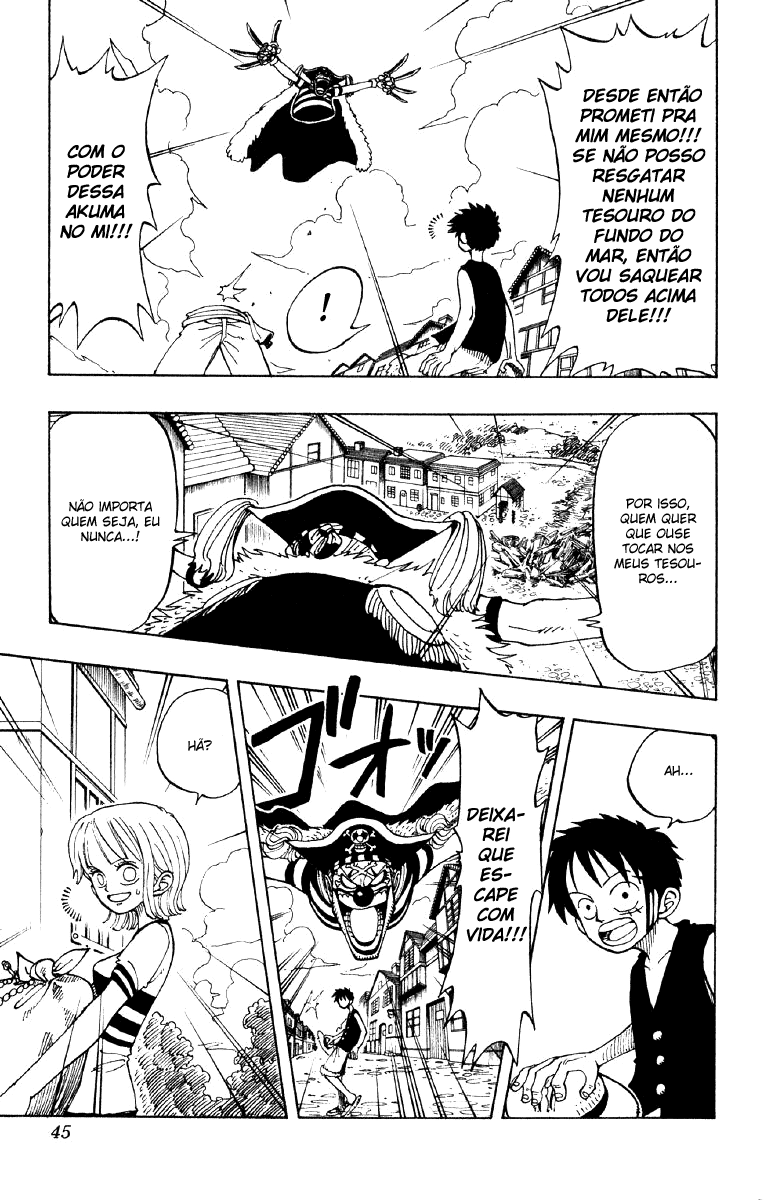 DESDE ENTÃO
PROMETI PRA
MIM MESMO!!!
SE NÃO POSSO
RESGATAR
NENHUM
TESOURO DO
FUNDO DO
MAR, ENTÃO
VOU SAQUEAR
TODOS ACIMA
DELE!!!
COM O
PODER
DESSA
AKUMA
NO MI!!!
!
POR ISSO,
QUEM QUER
QUE OUSE
TOCAR NOS
MEUS TESOU-
ROS...
NÃO IMPORTA
QUEM SEJA, EU
NUNCA...!
AH...
DEIXA-
REI
QUE
ES-
CAPE
COM
VIDA!!!
ゴオッ
HÃ?
45